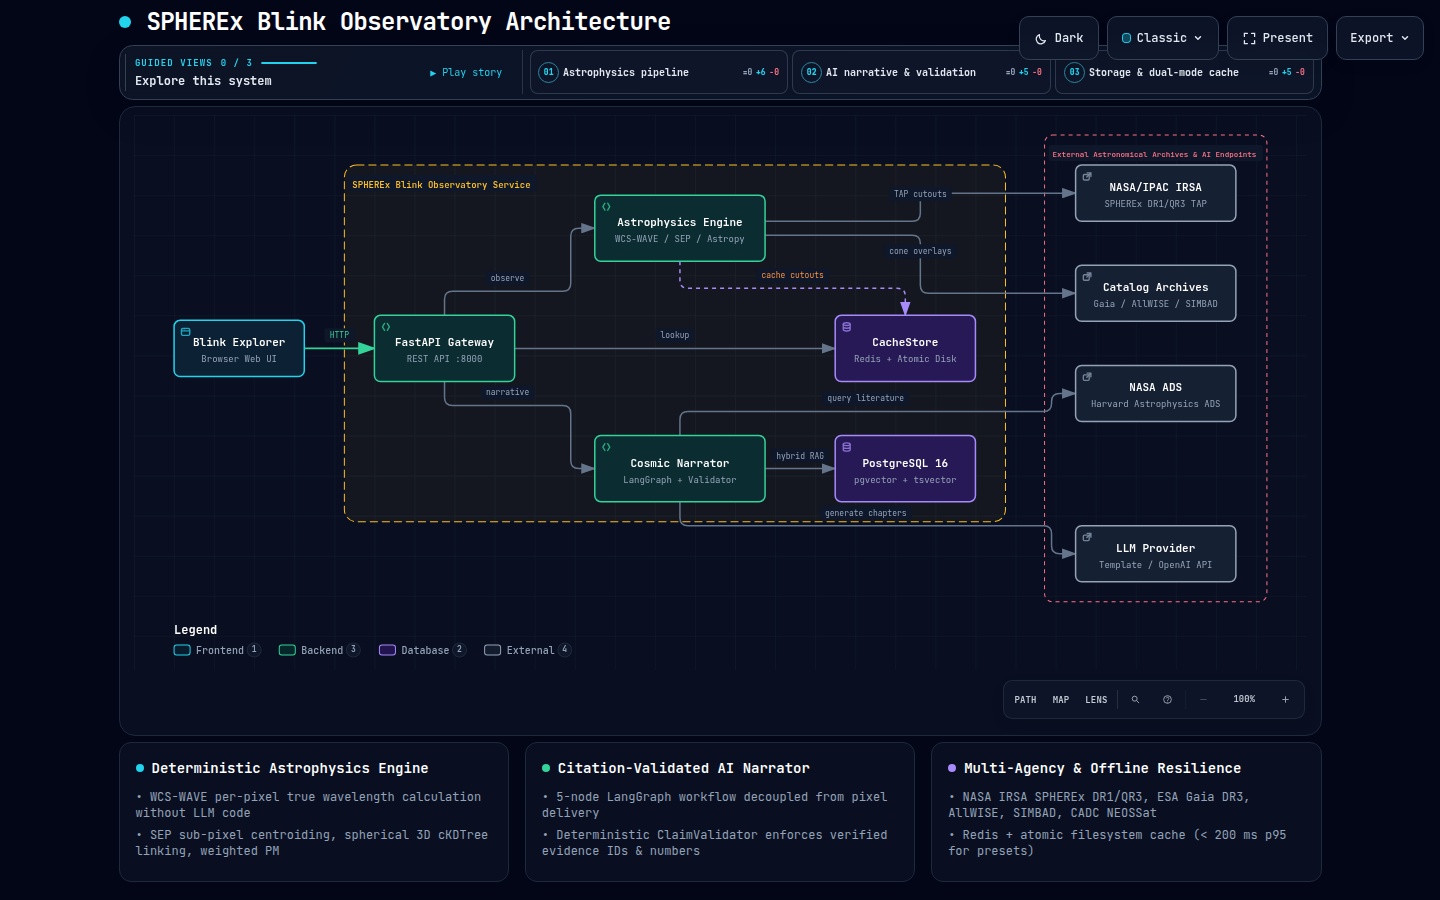 SPHEREx Blink Observatory Architecture
Dark
Classic
Present
Export
GUIDED VIEWS 0 / 3
Explore this system
▶ Play story
01 Astrophysics pipeline =0 +6 -0
02 AI narrative & validation =0 +5 -0
03 Storage & dual-mode cache =0 +5 -0
External Astronomical Archives & AI Endpoints
SPHEREx Blink Observatory Service
NASA/IPAC IRSA
SPHEREx DR1/QR3 TAP
TAP cutouts
Astrophysics Engine
WCS-WAVE / SEP / Astropy
cone overlays
observe
cache cutouts
Catalog Archives
Gaia / AllWISE / SIMBAD
Blink Explorer
Browser Web UI
HTTP
FastAPI Gateway
REST API :8000
lookup
CacheStore
Redis + Atomic Disk
narrative
query literature
NASA ADS
Harvard Astrophysics ADS
Cosmic Narrator
LangGraph + Validator
hybrid RAG
PostgreSQL 16
pgvector + tsvector
generate chapters
LLM Provider
Template / OpenAI API
Legend
Frontend 1
Backend 3
Database 2
External 4
PATH MAP LENS − 100% +
Deterministic Astrophysics Engine
• WCS-WAVE per-pixel true wavelength calculation
without LLM code
• SEP sub-pixel centroiding, spherical 3D cKDTree
linking, weighted PM
Citation-Validated AI Narrator
• 5-node LangGraph workflow decoupled from pixel
delivery
• Deterministic ClaimValidator enforces verified
evidence IDs & numbers
Multi-Agency & Offline Resilience
• NASA IRSA SPHEREx DR1/QR3, ESA Gaia DR3,
AllWISE, SIMBAD, CADC NEOSSat
• Redis + atomic filesystem cache (< 200 ms p95
for presets)